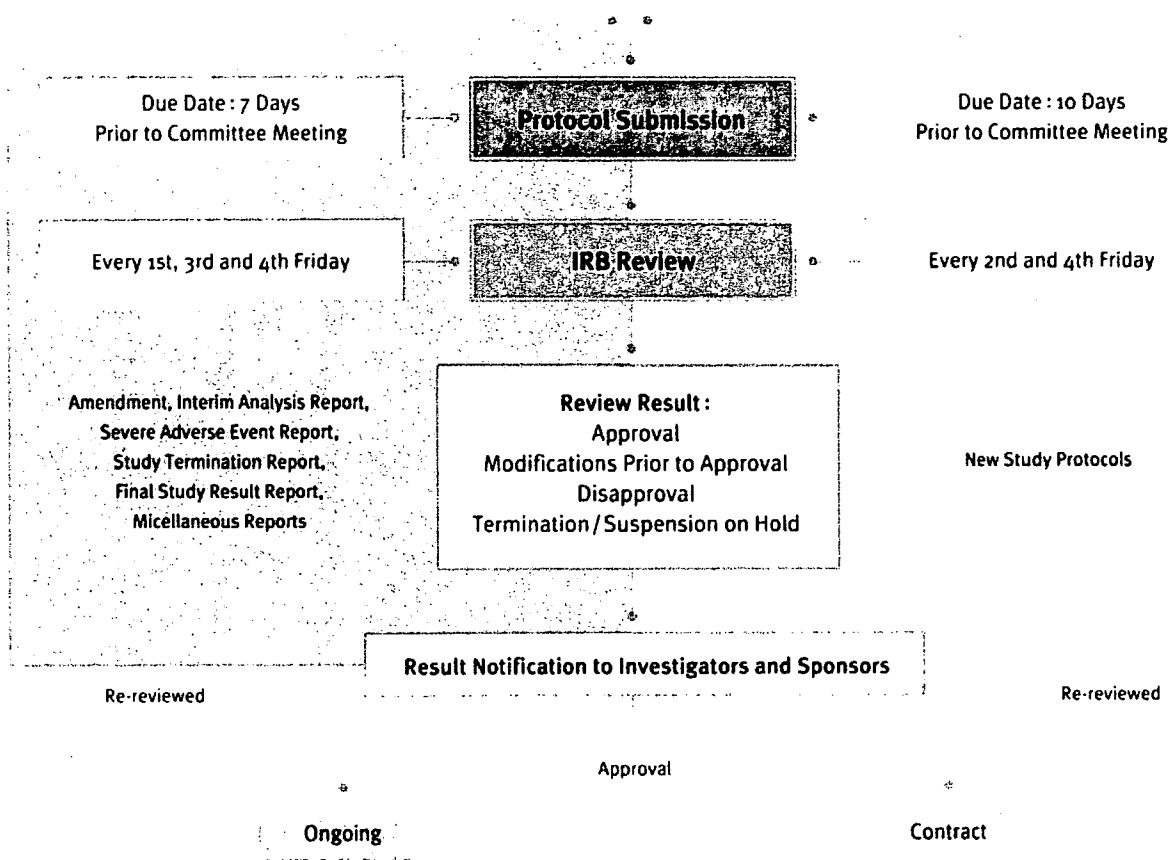 Due Date : 7 Days
Prior to Committee Meeting
Protocol Submission
Due Date : 10 Days
Prior to Committee Meeting
Every 1st, 3rd and 4th Friday
IRB Review
Every 2nd and 4th Friday
Amendment, Interim Analysis Report,
Severe Adverse Event Report,
Study Termination Report,
Final Study Result Report,
Micellaneous Reports
Review Result :
Approval
Modifications Prior to Approval
Disapproval
Termination / Suspension on Hold
New Study Protocols
Result Notification to Investigators and Sponsors
Re-reviewed
Re-reviewed
Approval
Ongoing
Contract